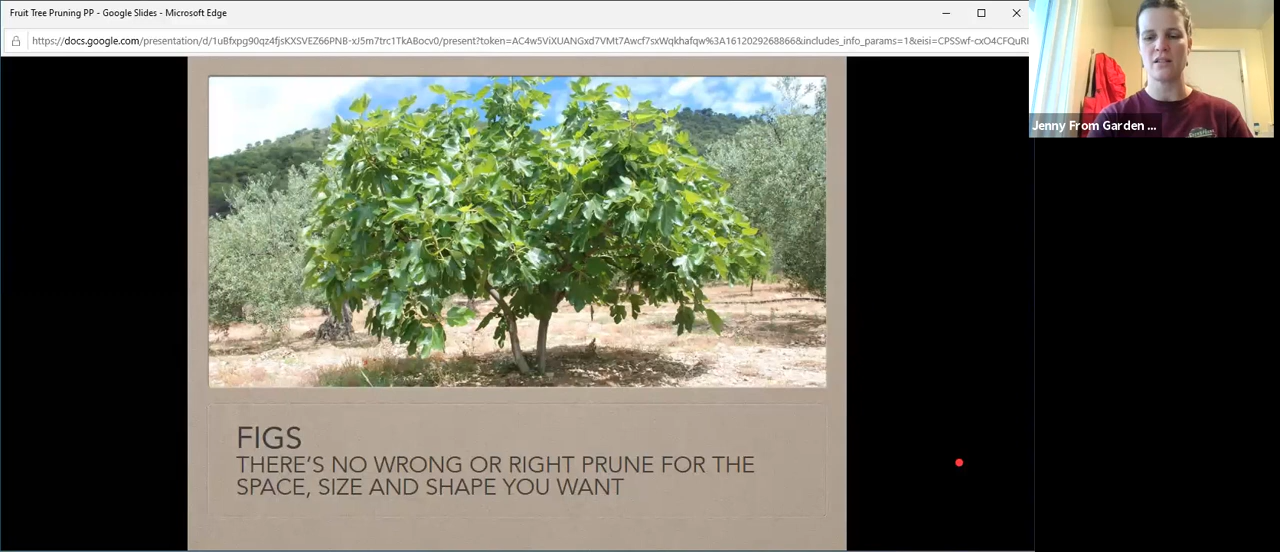 Fruit Tree Pruning PP - Google Slides - Microsoft Edge
Jenny From Garden ...
FIGS
THERE'S NO WRONG OR RIGHT PRUNE FOR THE
SPACE, SIZE AND SHAPE YOU WANT